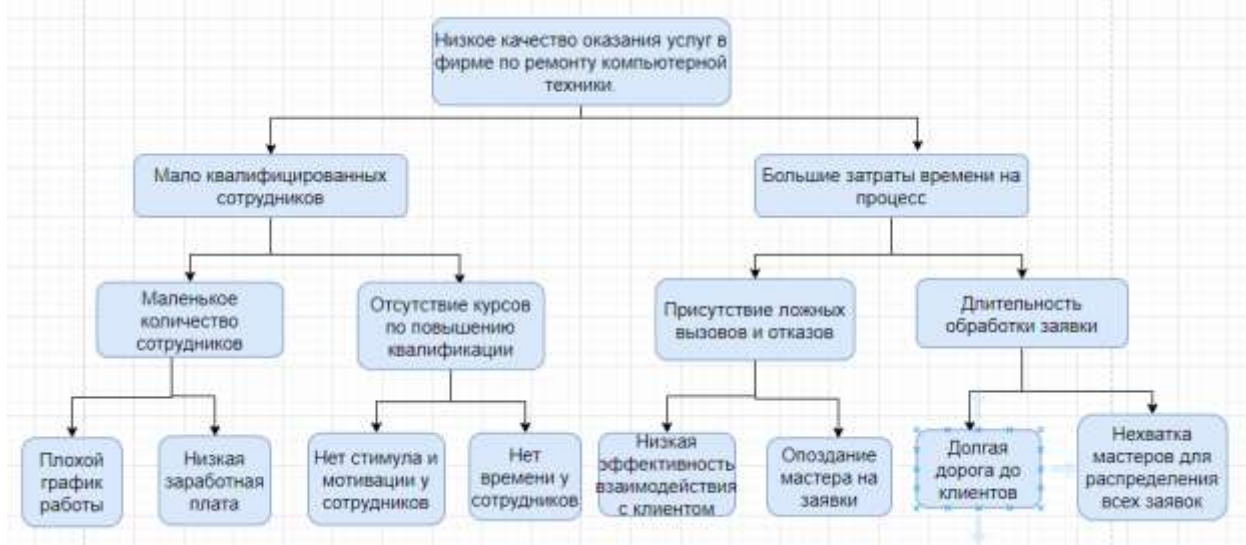 Низкое качество оказания услуг в
фирме по ремонту компьютерной
техники
Мало квалифицированных
сотрудников
Большие затраты времени на
процесс
Маленькое
количество
сотрудников
Отсутствие курсов
по повышению
квалификации
Присутствие ложных
вызовов и отказов
Длительность
обработки заявки
Плохой
график
работы
Низкая
заработная
плата
Нет стимула и
мотивации у
сотрудников
Нет
времени у
сотрудников
Низкая
эффективность
взаимодействия
с клиентом
Опоздание
мастера на
заявки
Долгая
дорога до
клиентов
Нехватка
мастеров для
распределения
всех заявок